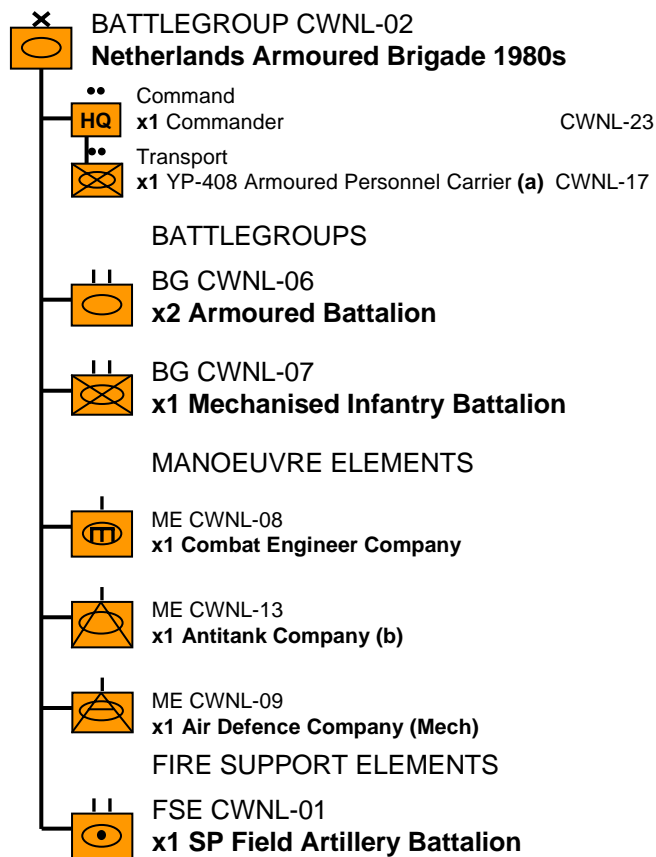 BATTLEGROUP CWNL-02
Netherlands Armoured Brigade 1980s
Command
HQ x1 Commander CWNL-23
Transport
x1 YP-408 Armoured Personnel Carrier (a) CWNL-17
BATTLEGROUPS
BG CWNL-06
x2 Armoured Battalion
BG CWNL-07
x1 Mechanised Infantry Battalion
MANOEUVRE ELEMENTS
ME CWNL-08
x1 Combat Engineer Company
ME CWNL-13
x1 Antitank Company (b)
ME CWNL-09
x1 Air Defence Company (Mech)
FIRE SUPPORT ELEMENTS
FSE CWNL-01
x1 SP Field Artillery Battalion